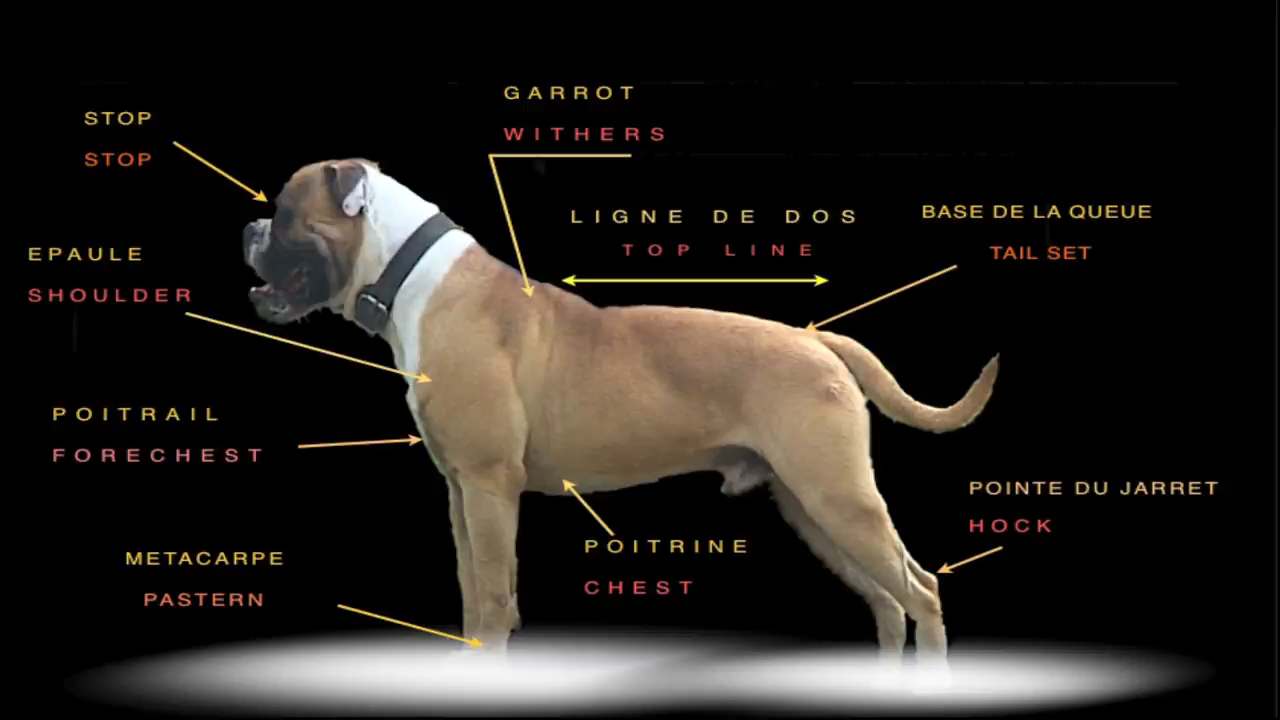 GARROT
WITHERS
STOP
STOP
LIGNE DE DOS
TOP LINE
BASE DE LA QUEUE
TAIL SET
EPAULE
SHOULDER
POITRAIL
FORECHEST
POINTE DU JARRET
HOCK
POITRINE
CHEST
METACARPE
PASTERN